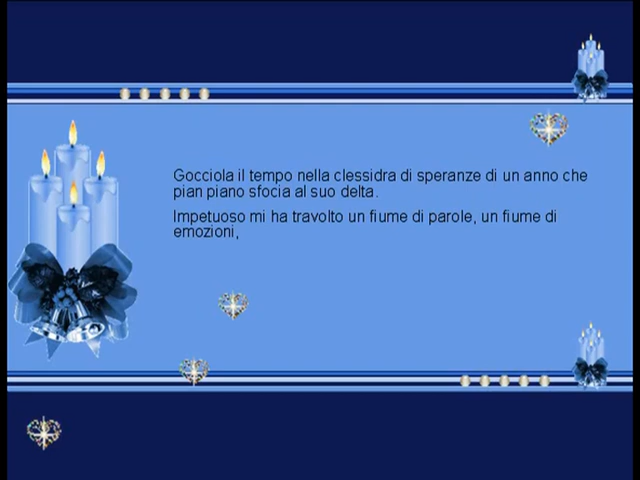 Gocciola il tempo nella clessidra di speranze di un anno che
pian piano sfocia al suo delta.
Impetuoso mi ha travolto un fiume di parole, un fiume di
emozioni,